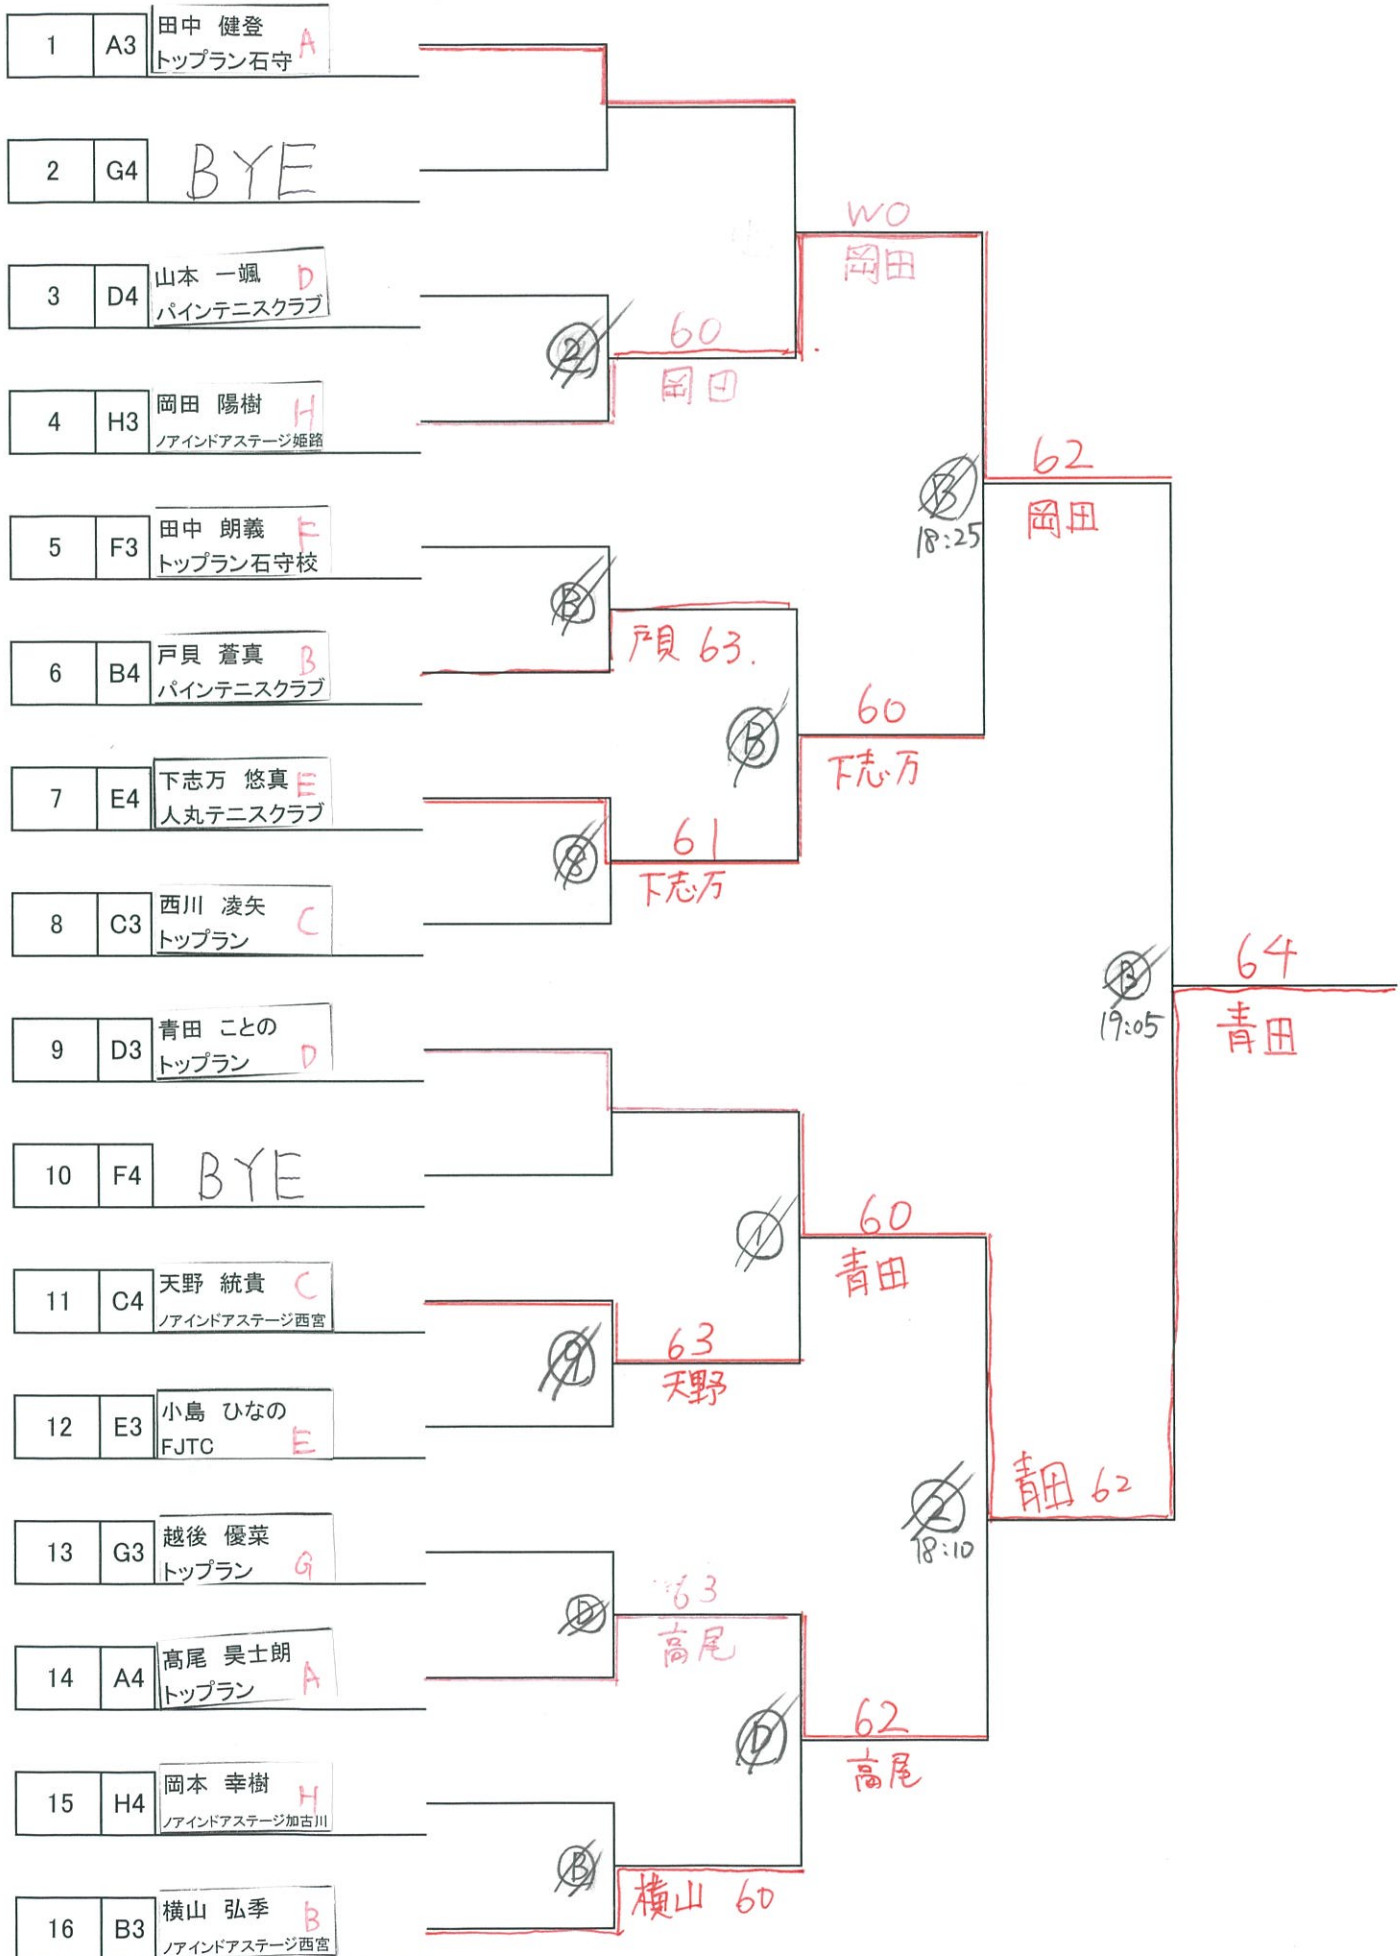 1 A3 田中 健登 A
トップラン石守
2 G4 BYE
WO
岡田
3 D4 山本 一颯 D
パインテニスクラブ
2
60
岡田
4 H3 岡田 陽樹 H
ノアインドアステージ姫路
B
18:25
62
岡田
5 F3 田中 朗義 F
トップラン石守校
B
戸貝 63.
6 B4 戸貝 蒼真 B
パインテニスクラブ
B
60
下志万
7 E4 下志万 悠真 E
人丸テニスクラブ
8
61
下志万
8 C3 西川 凌矢 C
トップラン
B
19:05
64
青田
9 D3 青田 ことの D
トップラン
10 F4 BYE
1
60
青田
11 C4 天野 統貴 C
ノアインドアステージ西宮
9
63
天野
12 E3 小島 ひなの
FJTC E
2
18:10
青田 62
13 G3 越後 優菜
トップラン G
D
63
高尾
14 A4 髙尾 昊士朗
トップラン A
D
62
高尾
15 H4 岡本 幸樹 H
ノアインドアステージ加古川
B
横山 60
16 B3 横山 弘季 B
ノアインドアステージ西宮